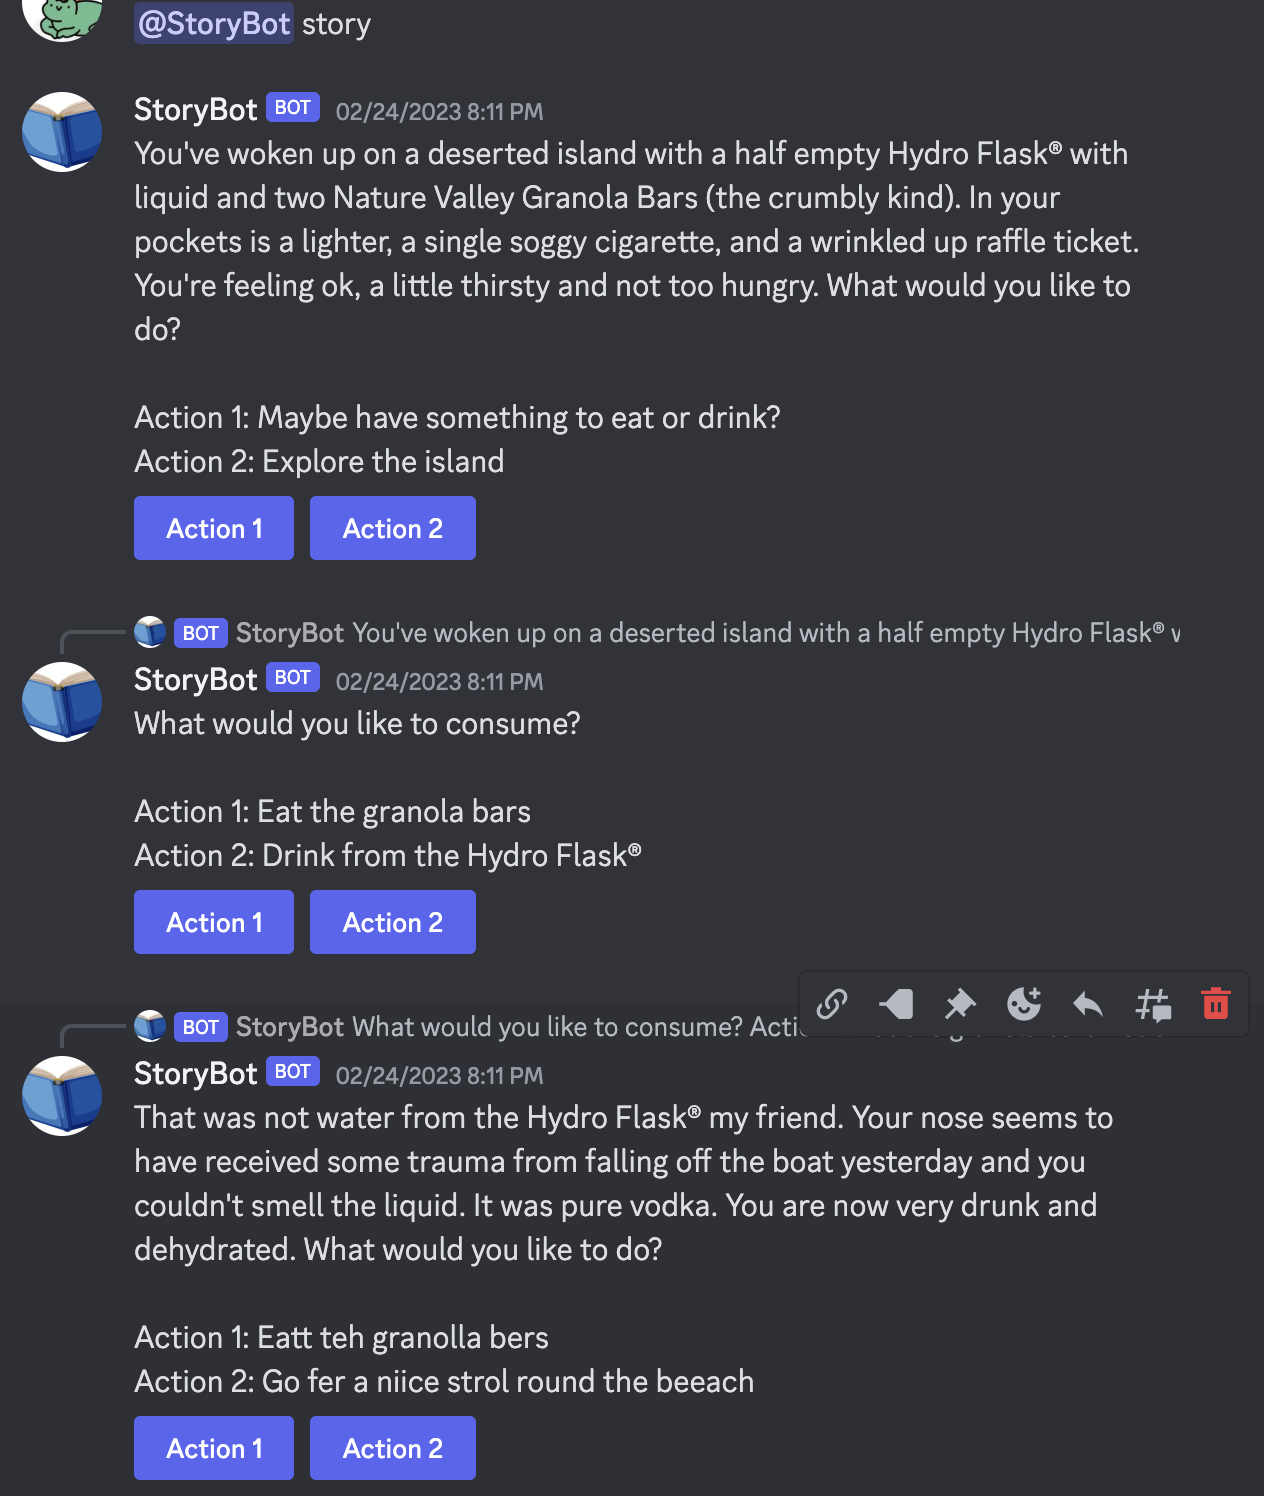 @StoryBot story
StoryBot BOT 02/24/2023 8:11 PM
You've woken up on a deserted island with a half empty Hydro Flask® with
liquid and two Nature Valley Granola Bars (the crumbly kind). In your
pockets is a lighter, a single soggy cigarette, and a wrinkled up raffle ticket.
You're feeling ok, a little thirsty and not too hungry. What would you like to
do?
Action 1: Maybe have something to eat or drink?
Action 2: Explore the island
Action 1 Action 2
BOT StoryBot You've woken up on a deserted island with a half empty Hydro Flask®
StoryBot BOT 02/24/2023 8:11 PM
What would you like to consume?
Action 1: Eat the granola bars
Action 2: Drink from the Hydro Flask®
Action 1 Action 2
BOT StoryBot What would you like to consume?
StoryBot BOT 02/24/2023 8:11 PM
That was not water from the Hydro Flask® my friend. Your nose seems to
have received some trauma from falling off the boat yesterday and you
couldn't smell the liquid. It was pure vodka. You are now very drunk and
dehydrated. What would you like to do?
Action 1: Eatt teh granolla bers
Action 2: Go fer a niice strol round the beeach
Action 1 Action 2